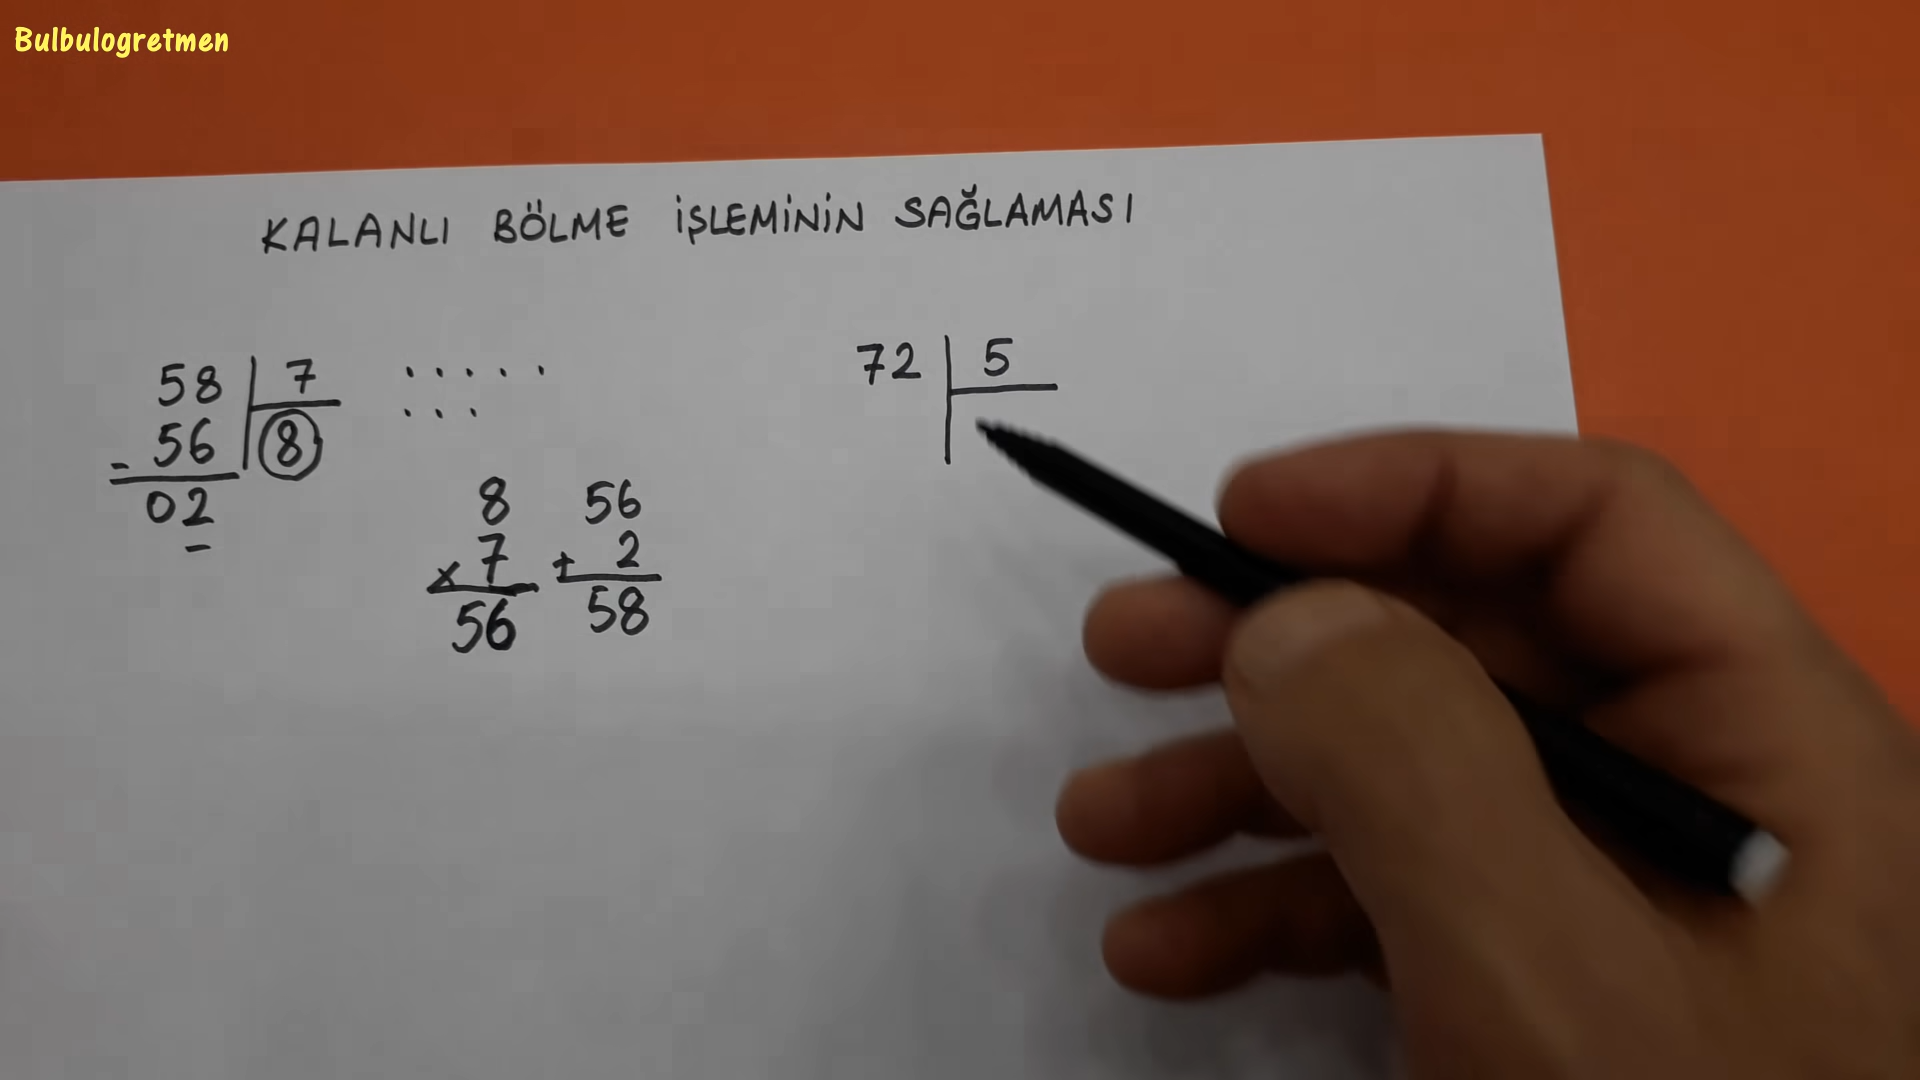 Bulbulogretmen
KALANLI BÖLME İŞLEMİNİN SAĞLAMASI
58 | 7
- 56 | 8
02
8
x 7
56
56
+ 2
58
72 | 5